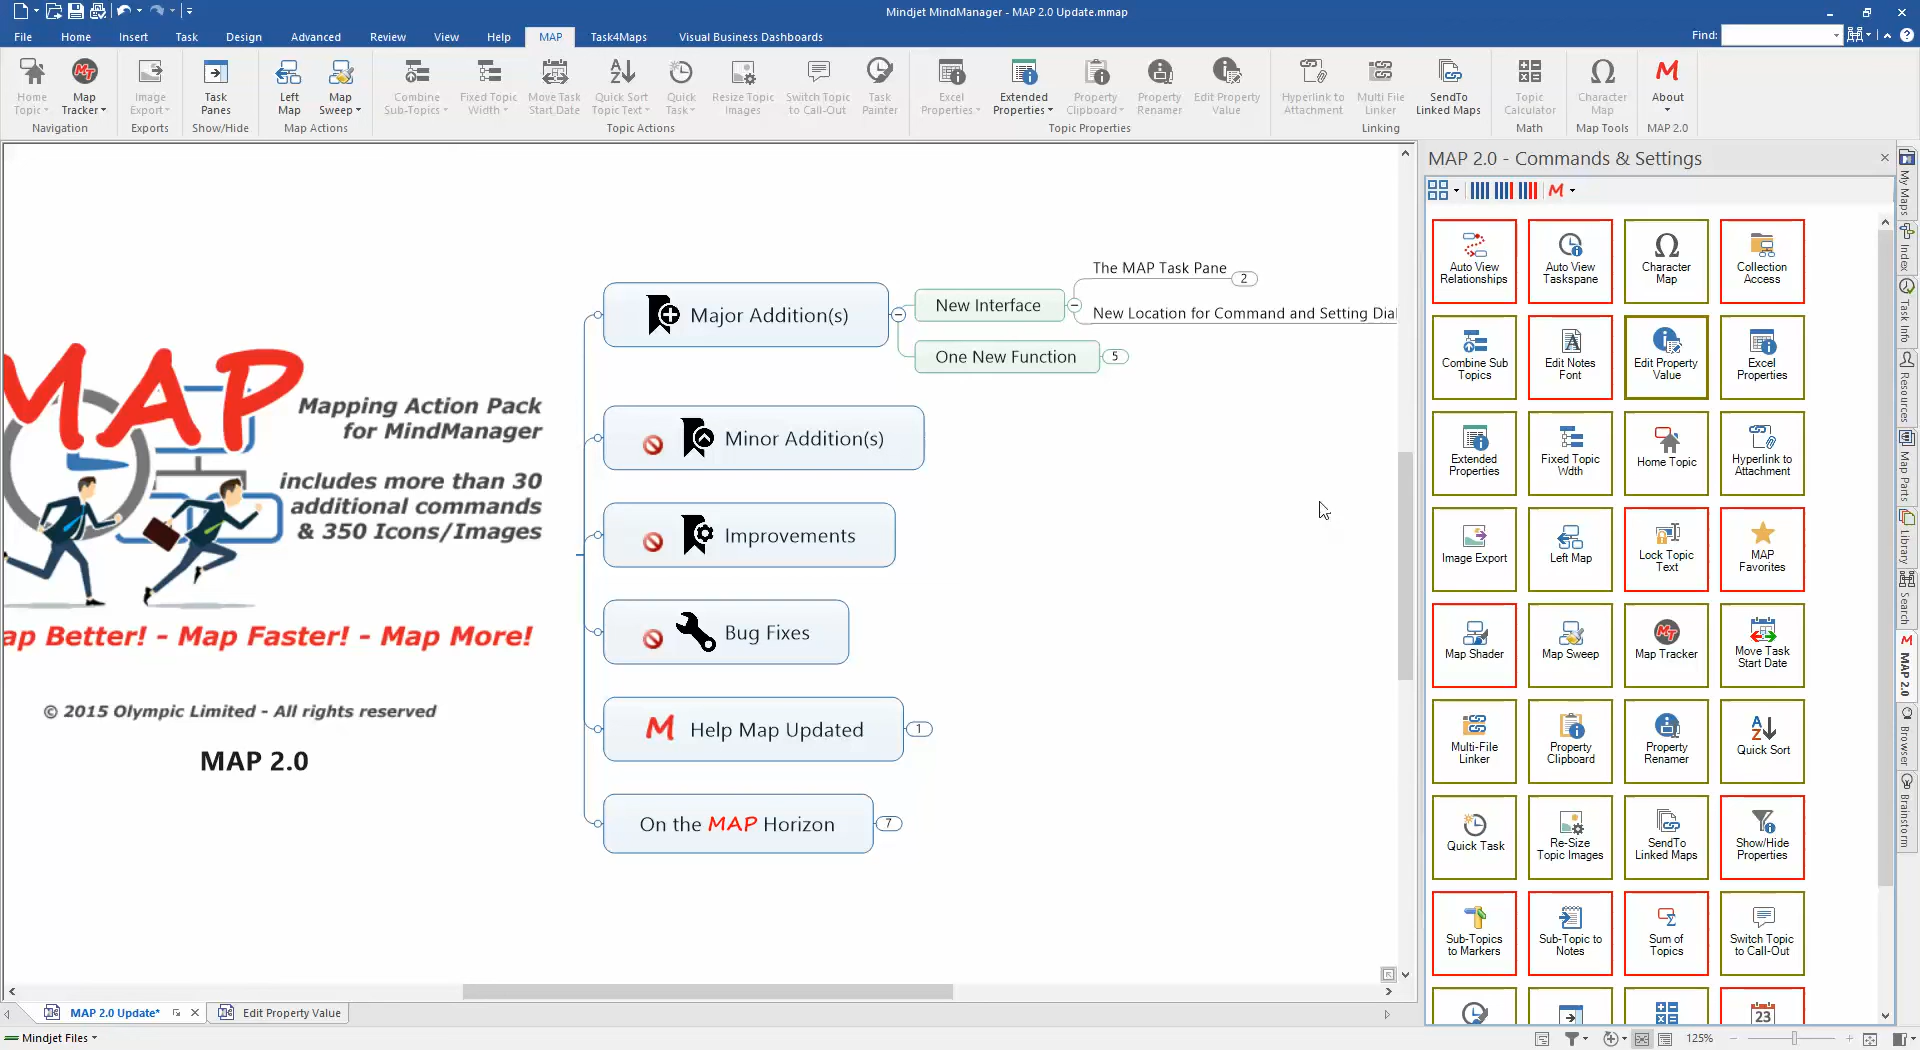 Mindjet MindManager - MAP 2.0 Update.mmap
File Home Insert Task Design Advanced Review View Help MAP Task4Maps Visual Business Dashboards
Find:
Home Topic
Map Tracker
Image Export
Task Panes
Left Map
Map Sweep
Combine Sub-Topics
Fixed Topic Width
Move Task Start Date
Quick Sort Topic Text
Quick Task
Resize Topic Images
Switch Topic to Call-Out
Task Painter
Excel Properties
Extended Properties
Property Clipboard
Property Renamer
Edit Property Value
Hyperlink to Attachment
Multi File Linker
SendTo Linked Maps
Topic Calculator
Character Map
About
Navigation Exports Show/Hide Map Actions Topic Actions Topic Properties Linking Math Map Tools MAP 2.0
MAP
Mapping Action Pack
for MindManager
includes more than 30
additional commands
& 350 Icons/Images
ap Better! - Map Faster! - Map More!
© 2015 Olympic Limited - All rights reserved
MAP 2.0
Major Addition(s)
New Interface
The MAP Task Pane
2
New Location for Command and Setting Dial
One New Function
5
Minor Addition(s)
Improvements
Bug Fixes
M Help Map Updated
1
On the MAP Horizon
7
MAP 2.0 - Commands & Settings
Auto View
Relationships
Auto View
Taskspane
Character
Map
Collection
Access
Combine Sub
Topics
Edit Notes
Font
Edit Property
Value
Excel
Properties
Extended
Properties
Fixed Topic
Wdth
Home Topic
Hyperlink to
Attachment
Image Export
Left Map
Lock Topic
Text
MAP
Favorites
Map Shader
Map Sweep
Map Tracker
Move Task
Start Date
Multi-File
Linker
Property
Clipboard
Property
Renamer
Quick Sort
Quick Task
Re-Size
Topic Images
SendTo
Linked Maps
Show/Hide
Properties
Sub-Topics
to Markers
Sub-Topic to
Notes
Sum of
Topics
Switch Topic
to Call-Out
23
My Maps
Index
Task Info
Resources
Map Parts
Library
Search
MAP 2.0
Browser
Brainstorm
MAP 2.0 Update*
Edit Property Value
Mindjet Files
125%